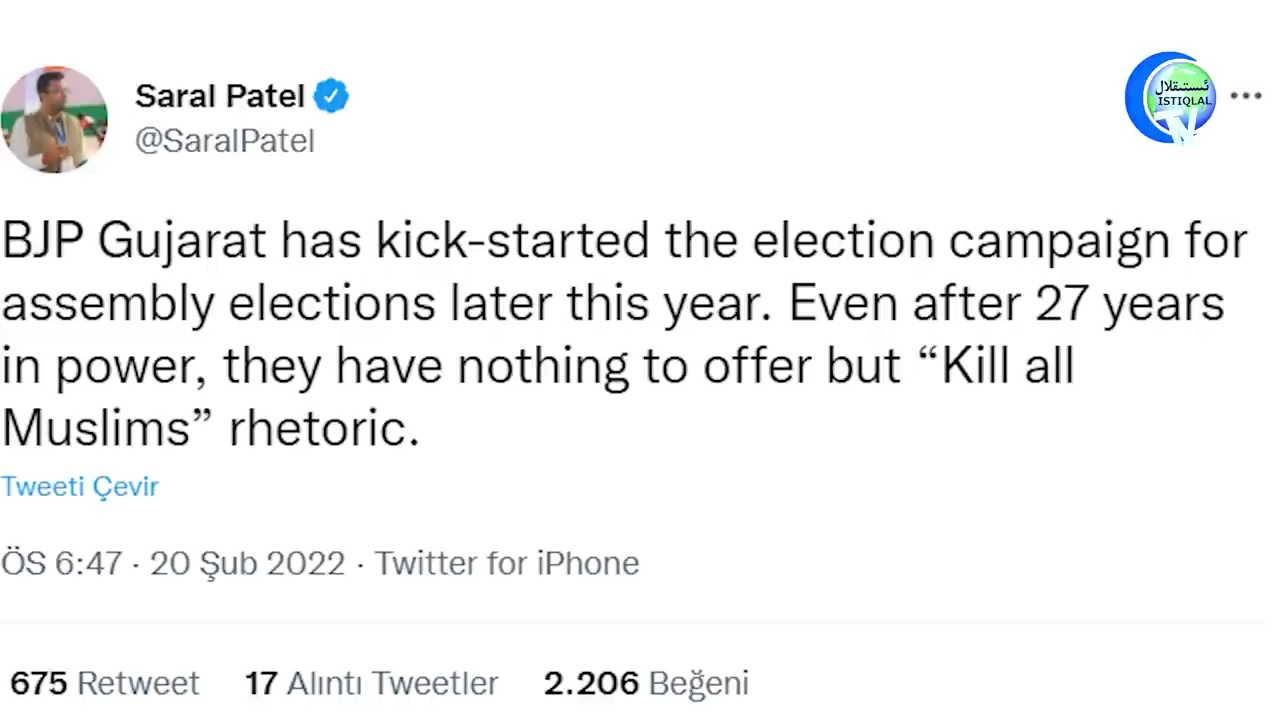 Saral Patel
@SaralPatel
ئىستىقلال
ISTIQLAL
TV
BJP Gujarat has kick-started the election campaign for
assembly elections later this year. Even after 27 years
in power, they have nothing to offer but “Kill all
Muslims” rhetoric.
Tweeti Çevir
ÖS 6:47 · 20 Şub 2022 · Twitter for iPhone
675 Retweet 17 Alıntı Tweetler 2.206 Beğeni